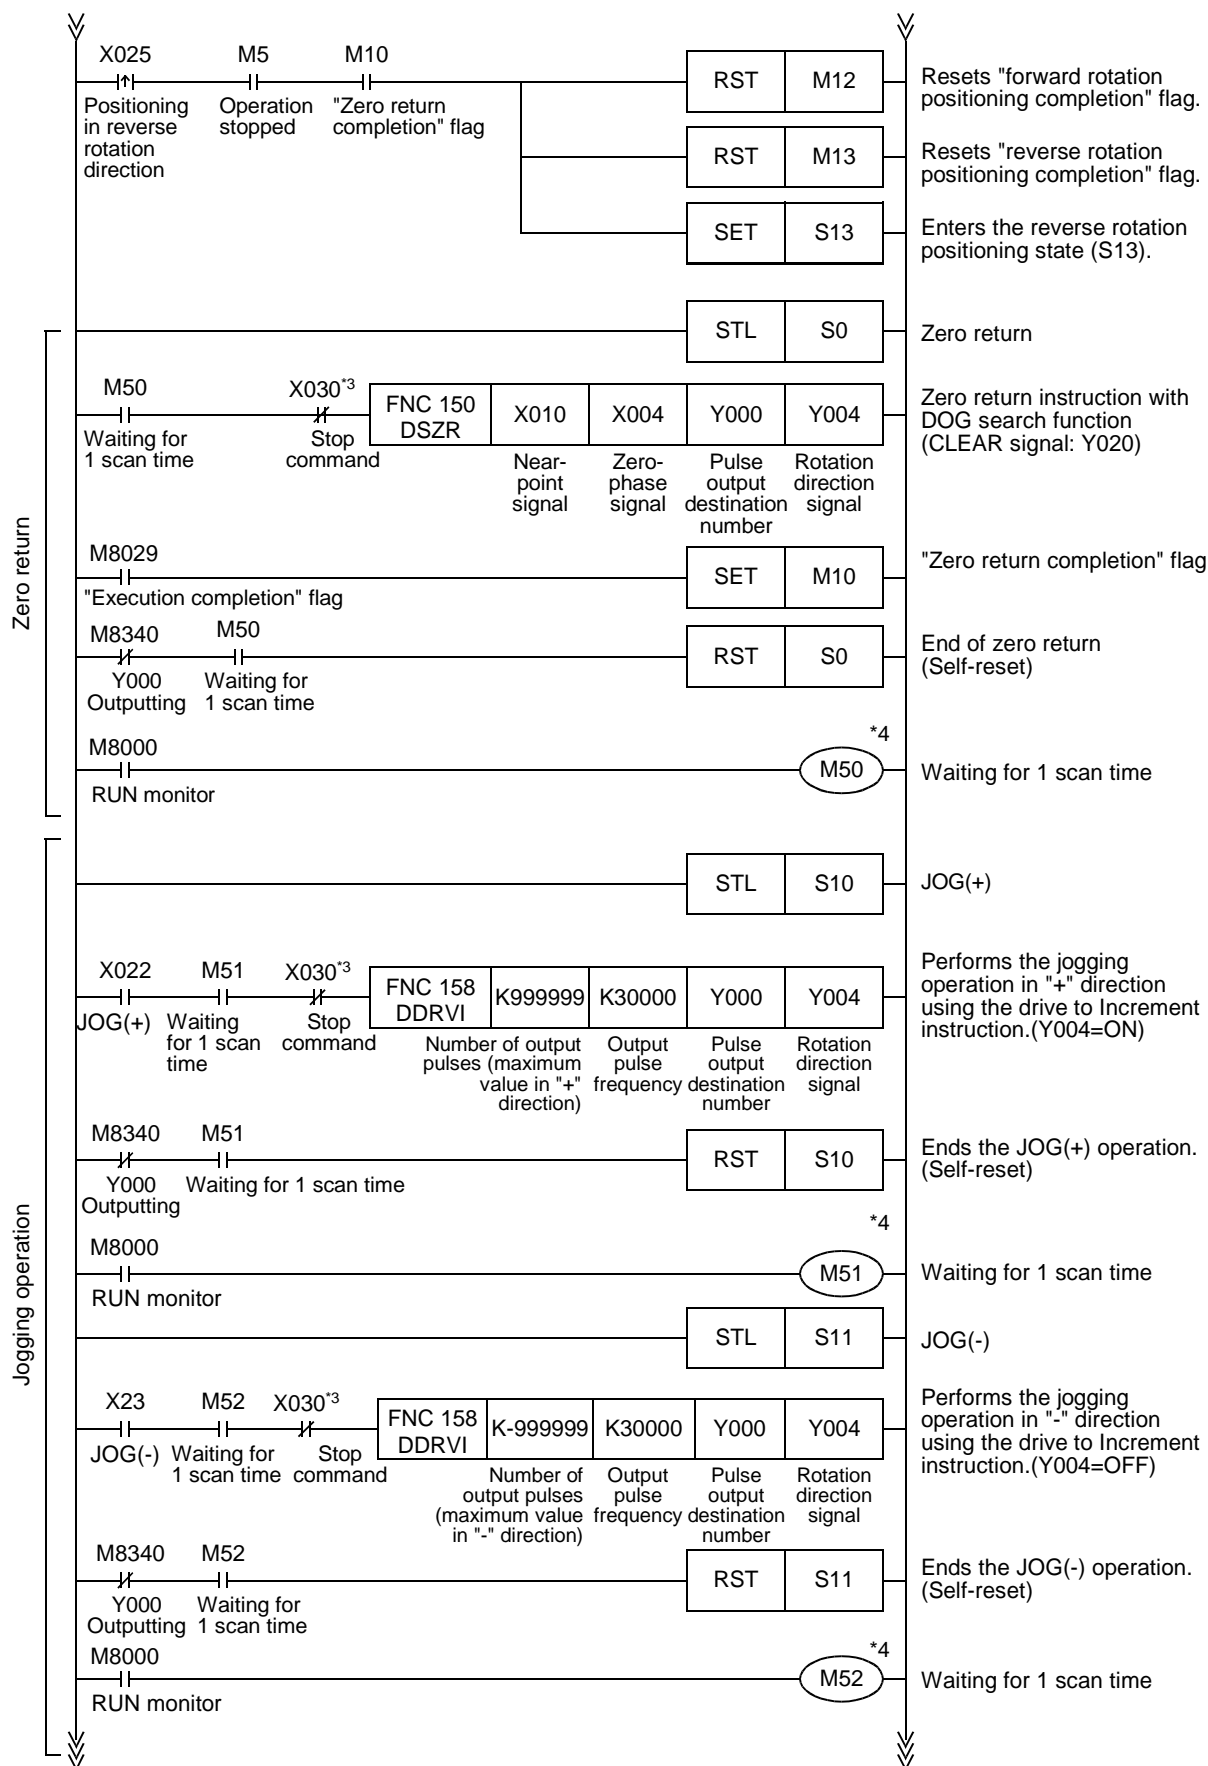 X025 M5 M10
RST M12
Resets "forward rotation
positioning completion" flag.
Positioning
in reverse
rotation
direction
Operation
stopped
"Zero return
completion" flag
RST M13
Resets "reverse rotation
positioning completion" flag.
SET S13
Enters the reverse rotation
positioning state (S13).
Zero return
STL S0
Zero return
M50 X030*3
FNC 150
DSZR
X010 X004 Y000 Y004
Zero return instruction with
DOG search function
(CLEAR signal: Y020)
Waiting for
1 scan time
Stop
command
Near-
point
signal
Zero-
phase
signal
Pulse
output
destination
number
Rotation
direction
signal
M8029
SET M10
"Zero return completion" flag
"Execution completion" flag
M8340 M50
RST S0
End of zero return
(Self-reset)
Y000
Outputting
Waiting for
1 scan time
*4
M8000
M50
Waiting for 1 scan time
RUN monitor
Jogging operation
STL S10
JOG(+)
X022 M51 X030*3
FNC 158
DDRVI
K999999 K30000 Y000 Y004
Performs the jogging
operation in "+" direction
using the drive to Increment
instruction.(Y004=ON)
JOG(+)
Waiting
for 1 scan
time
Stop
command
Number of output
pulses (maximum
value in "+"
direction)
Output
pulse
frequency
Pulse
output
destination
number
Rotation
direction
signal
M8340 M51
RST S10
Ends the JOG(+) operation.
(Self-reset)
Y000
Outputting
Waiting for 1 scan time
*4
M8000
M51
Waiting for 1 scan time
RUN monitor
STL S11
JOG(-)
X23 M52 X030*3
FNC 158
DDRVI
K-999999 K30000 Y000 Y004
Performs the jogging
operation in "-" direction
using the drive to Increment
instruction.(Y004=OFF)
JOG(-)
Waiting for
1 scan time
Stop
command
Number of
output pulses
(maximum value
in "-" direction)
Output
pulse
frequency
Pulse
output
destination
number
Rotation
direction
signal
M8340 M52
RST S11
Ends the JOG(-) operation.
(Self-reset)
Y000
Outputting
Waiting for
1 scan time
*4
M8000
M52
Waiting for 1 scan time
RUN monitor